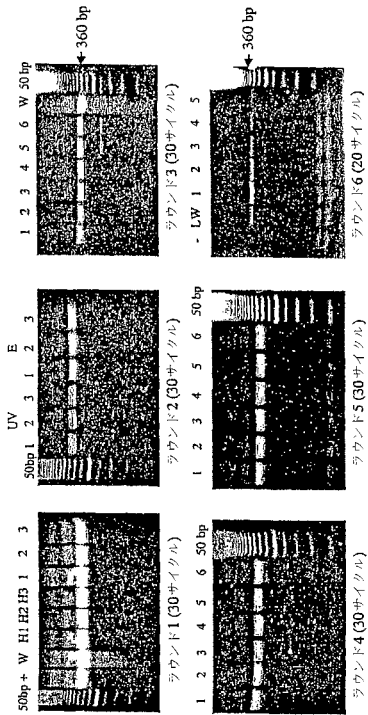 50bp + W H1 H2 H3 1 2 3
ラウンド1 (30サイクル)
UV E
50bp 1 2 3 1 2 3
ラウンド2 (30サイクル)
1 2 3 4 5 6 W 50 bp
360 bp
ラウンド3 (30サイクル)
1 2 3 4 5 6 50 bp
ラウンド4 (30サイクル)
1 2 3 4 5 6 50 bp
ラウンド5 (30サイクル)
- LW 1 2 3 4 5
360 bp
ラウンド6 (20サイクル)